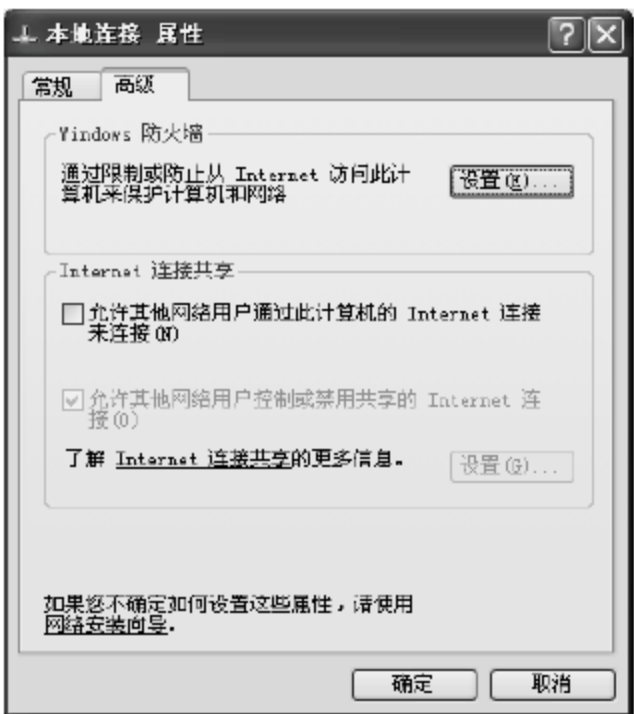 本地连接 属性
常规 高级
Windows 防火墙
通过限制或防止从 Internet 访问此计
算机来保护计算机和网络
设置(E)...
Internet 连接共享
允许其他网络用户通过此计算机的 Internet 连接
来连接(N)
允许其他网络用户控制或禁用共享的 Internet 连
接(O)
了解 Internet 连接共享的更多信息。
设置(G)...
如果您不确定如何设置这些属性，请使用
网络安装向导。
确定 取消